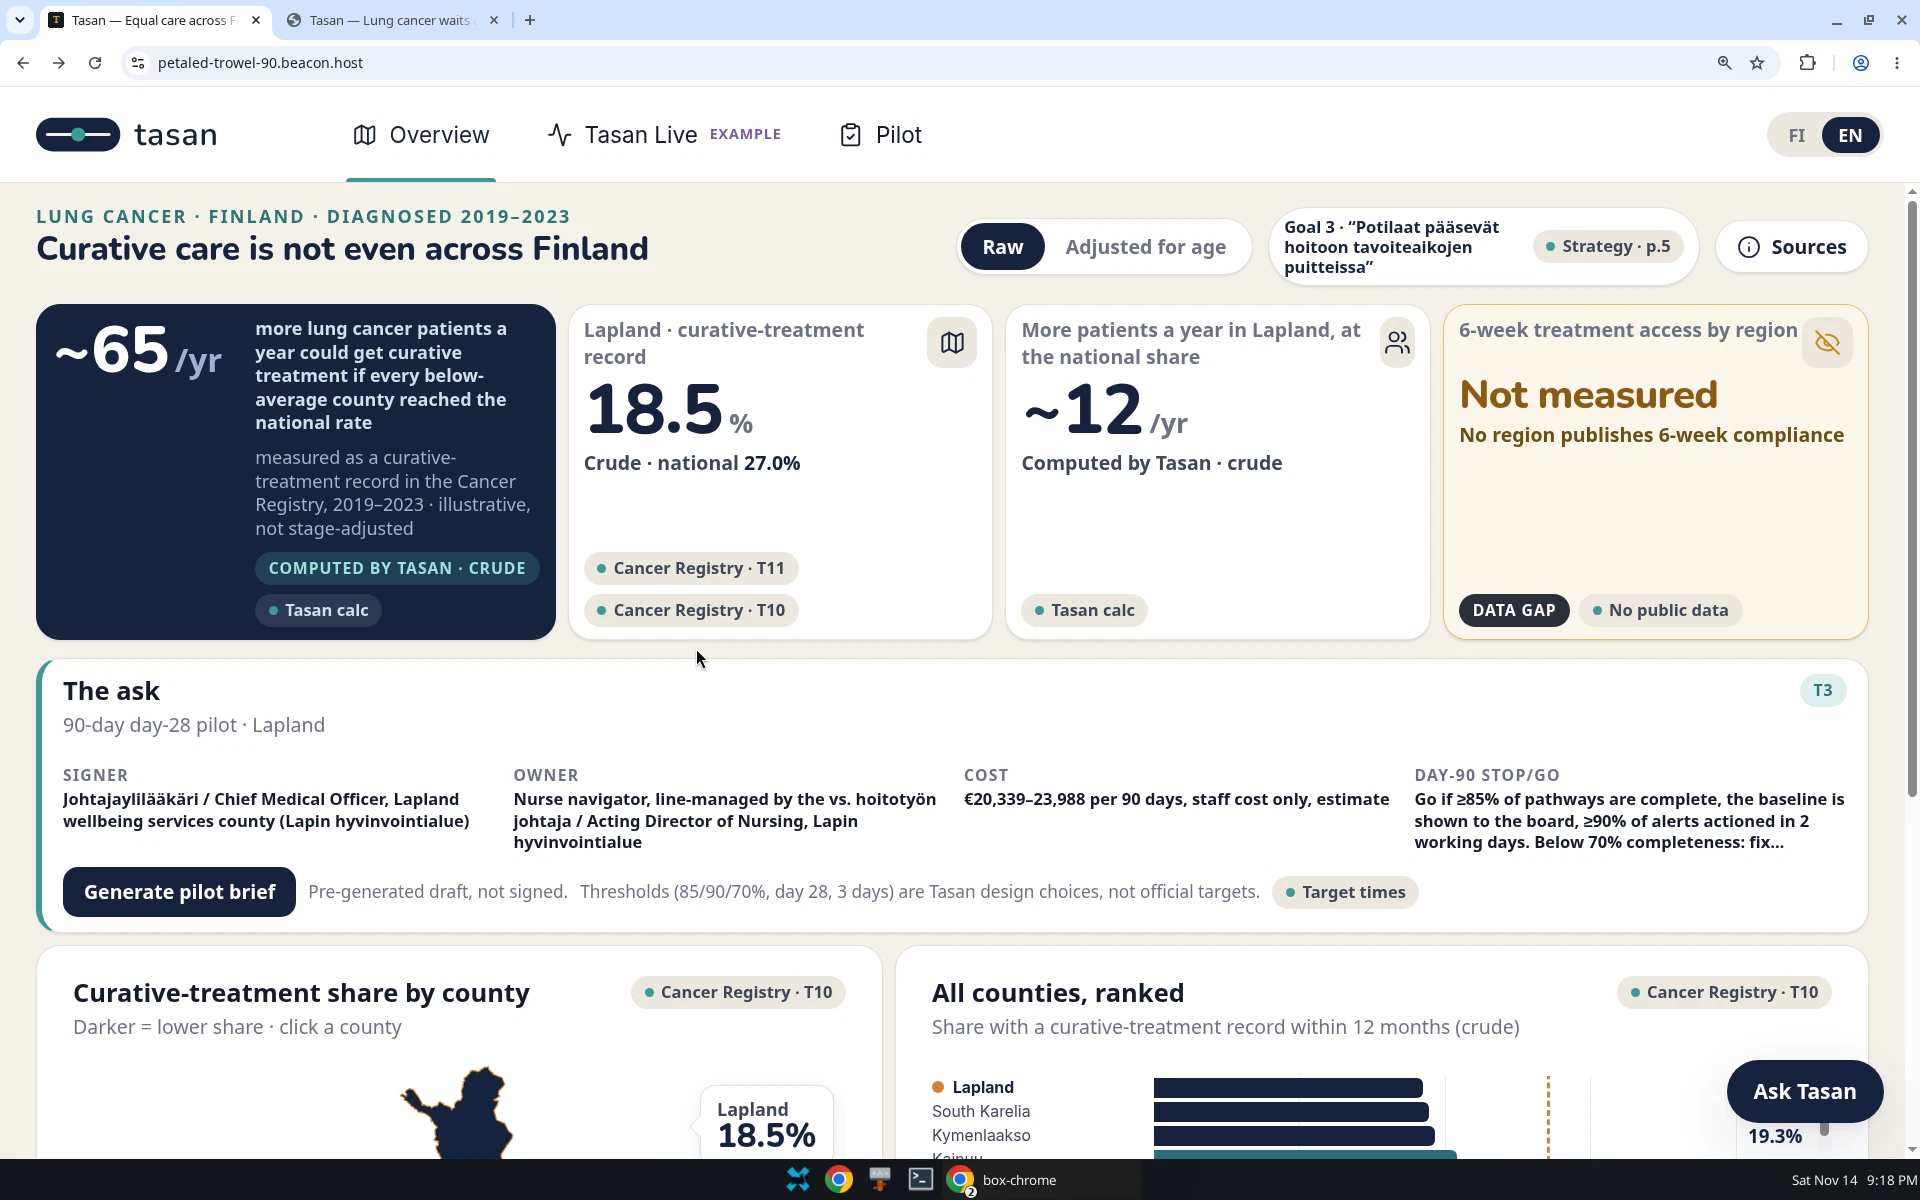 Tasan — Equal care across F
Tasan — Lung cancer waits
petaled-trowel-90.beacon.host
tasan
Overview
Tasan Live EXAMPLE
Pilot
FI EN
LUNG CANCER · FINLAND · DIAGNOSED 2019–2023
Curative care is not even across Finland
Raw
Adjusted for age
Goal 3 · “Potilaat pääsevät
hoitoon tavoiteaikojen
puitteissa”
Strategy · p.5
Sources
~65 /yr
more lung cancer patients a
year could get curative
treatment if every below-
average county reached the
national rate
measured as a curative-
treatment record in the Cancer
Registry, 2019–2023 · illustrative,
not stage-adjusted
COMPUTED BY TASAN · CRUDE
Tasan calc
Lapland · curative-treatment
record
18.5 %
Crude · national 27.0%
Cancer Registry · T11
Cancer Registry · T10
More patients a year in Lapland, at
the national share
~12 /yr
Computed by Tasan · crude
Tasan calc
6-week treatment access by region
Not measured
No region publishes 6-week compliance
DATA GAP
No public data
The ask
T3
90-day day-28 pilot · Lapland
SIGNER
Johtajaylilääkäri / Chief Medical Officer, Lapland
wellbeing services county (Lapin hyvinvointialue)
OWNER
Nurse navigator, line-managed by the vs. hoitotyön
johtaja / Acting Director of Nursing, Lapin
hyvinvointialue
COST
€20,339–23,988 per 90 days, staff cost only, estimate
DAY-90 STOP/GO
Go if ≥85% of pathways are complete, the baseline is
shown to the board, ≥90% of alerts actioned in 2
working days. Below 70% completeness: fix…
Generate pilot brief
Pre-generated draft, not signed.
Thresholds (85/90/70%, day 28, 3 days) are Tasan design choices, not official targets.
Target times
Curative-treatment share by county
Cancer Registry · T10
Darker = lower share · click a county
Lapland
18.5%
All counties, ranked
Cancer Registry · T10
Share with a curative-treatment record within 12 months (crude)
Lapland
South Karelia
Kymenlaakso
19.3%
Kainuu
Ask Tasan
box-chrome
2
Sat Nov 14 9:18 PM